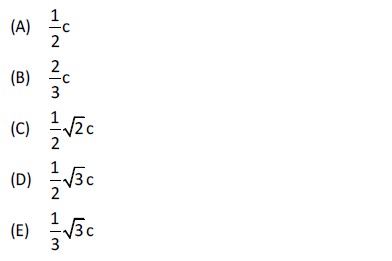 (A) 1/2 c
(B) 2/3 c
(C) 1/2 √2 c
(D) 1/2 √3 c
(E) 1/3 √3 c